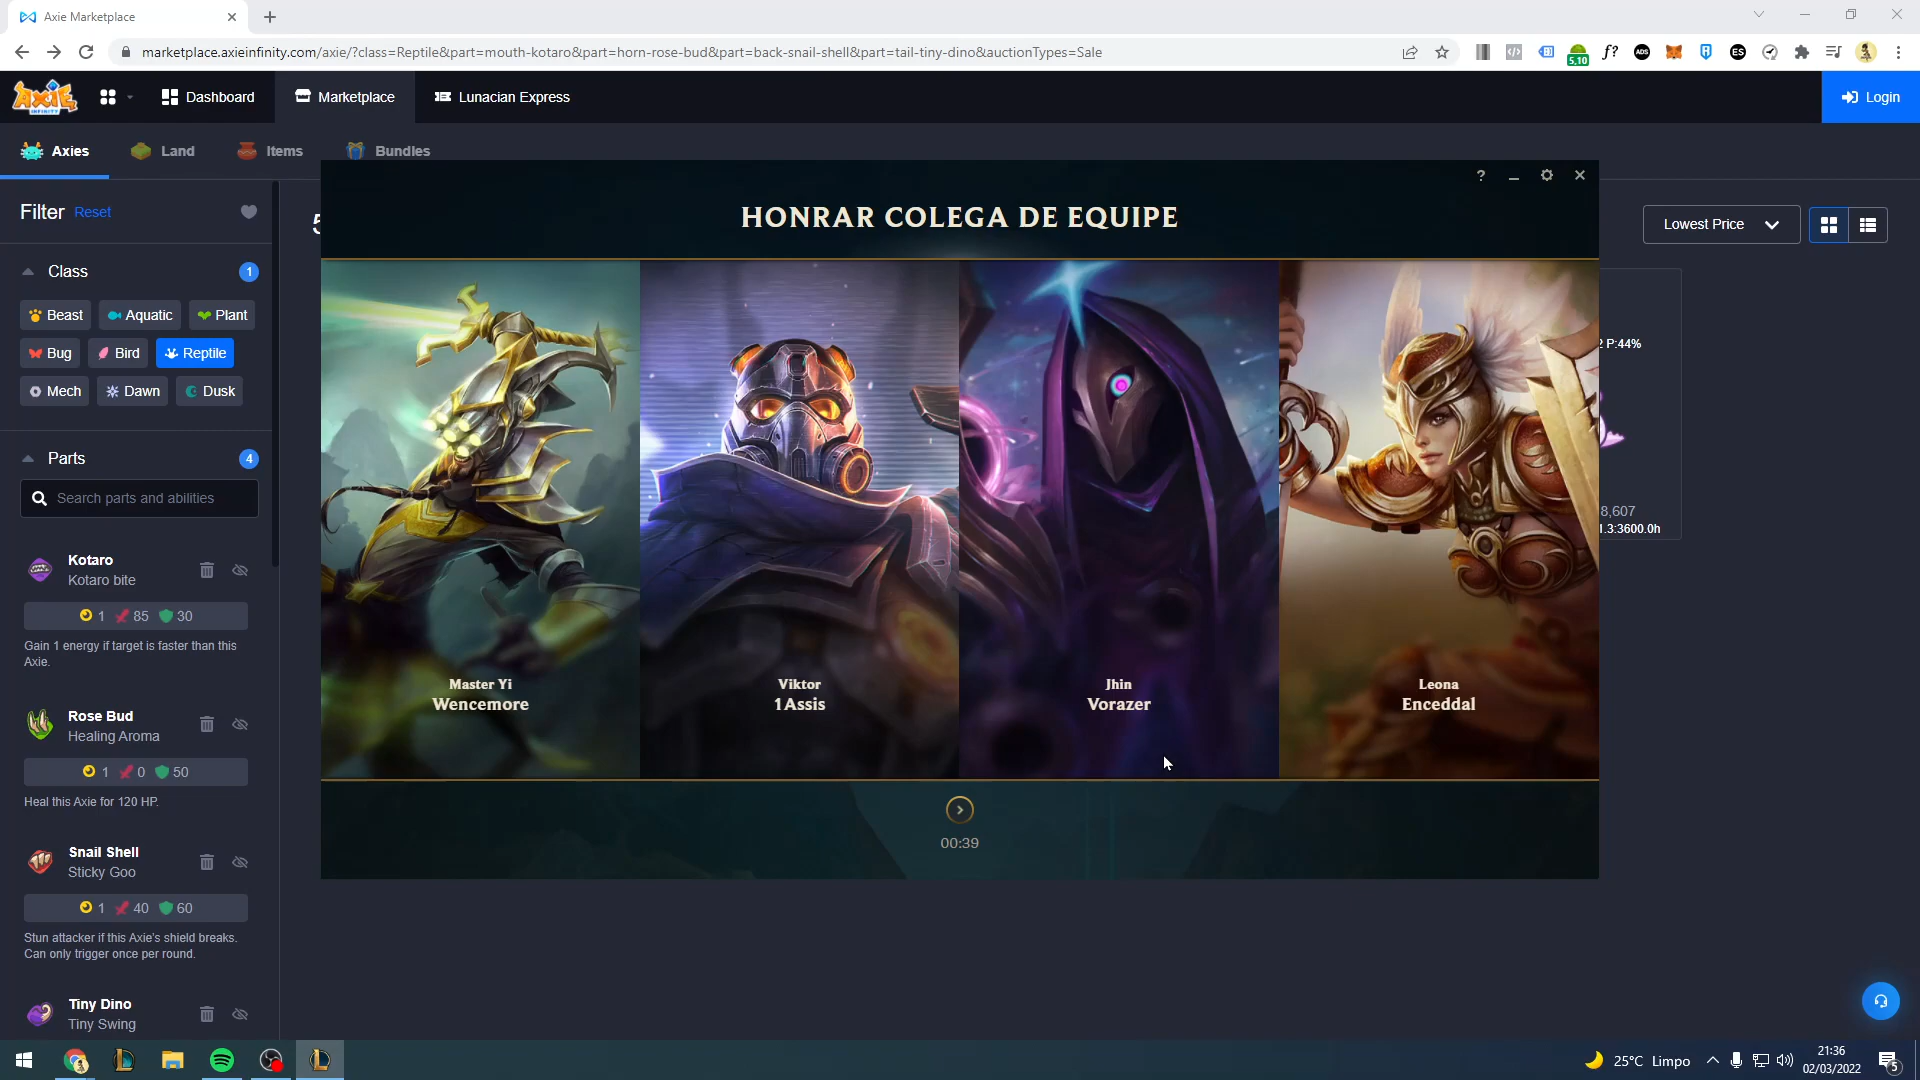 Axie Marketplace
marketplace.axieinfinity.com/axie/?class=Reptile&part=mouth-kotaro&part=horn-rose-bud&part=back-snail-shell&part=tail-tiny-dino&auctionTypes=Sale
5,10
f?
ADS
ES
AXIE
INFINITY
Dashboard
Marketplace
Lunacian Express
Login
Axies
Land
Items
Bundles
Filter
Reset
Lowest Price
Class
1
Beast
Aquatic
Plant
Bug
Bird
Reptile
Mech
Dawn
Dusk
Parts
4
Search parts and abilities
Kotaro
Kotaro bite
1 85 30
Gain 1 energy if target is faster than this
Axie.
Rose Bud
Healing Aroma
1 0 50
Heal this Axie for 120 HP.
Snail Shell
Sticky Goo
1 40 60
Stun attacker if this Axie's shield breaks.
Can only trigger once per round.
Tiny Dino
Tiny Swing
?
HONRAR COLEGA DE EQUIPE
Master Yi
Wencemore
Viktor
1Assis
Jhin
Vorazer
Leona
Enceddal
00:39
P:44%
8,607
1.3:3600.0h
25°C Limpo
21:36
02/03/2022
5